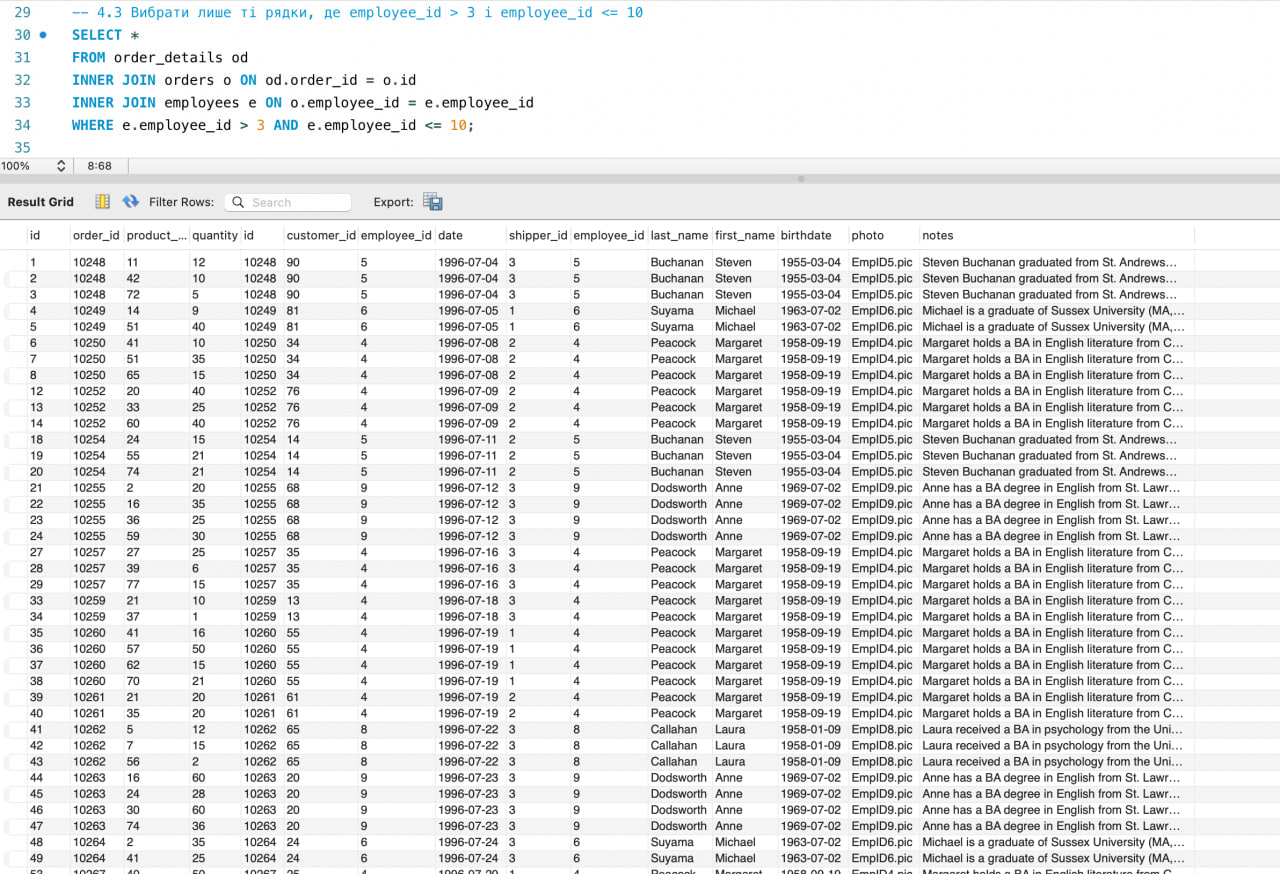 29 -- 4.3 Вибрати лише ті рядки, де employee_id > 3 і employee_id <= 10
30 SELECT *
31 FROM order_details od
32 INNER JOIN orders o ON od.order_id = o.id
33 INNER JOIN employees e ON o.employee_id = e.employee_id
34 WHERE e.employee_id > 3 AND e.employee_id <= 10;
35
100% 8:68
Result Grid Filter Rows: Search Export:
id order_id product_... quantity id customer_id employee_id date shipper_id employee_id last_name first_name birthdate photo notes
1 10248 11 12 10248 90 5 1996-07-04 3 5 Buchanan Steven 1955-03-04 EmpID5.pic Steven Buchanan graduated from St. Andrews...
2 10248 42 10 10248 90 5 1996-07-04 3 5 Buchanan Steven 1955-03-04 EmpID5.pic Steven Buchanan graduated from St. Andrews...
3 10248 72 5 10248 90 5 1996-07-04 3 5 Buchanan Steven 1955-03-04 EmpID5.pic Steven Buchanan graduated from St. Andrews...
4 10249 14 9 10249 81 6 1996-07-05 1 6 Suyama Michael 1963-07-02 EmpID6.pic Michael is a graduate of Sussex University (MA,...
5 10249 51 40 10249 81 6 1996-07-05 1 6 Suyama Michael 1963-07-02 EmpID6.pic Michael is a graduate of Sussex University (MA,...
6 10250 41 10 10250 34 4 1996-07-08 2 4 Peacock Margaret 1958-09-19 EmpID4.pic Margaret holds a BA in English literature from C...
7 10250 51 35 10250 34 4 1996-07-08 2 4 Peacock Margaret 1958-09-19 EmpID4.pic Margaret holds a BA in English literature from C...
8 10250 65 15 10250 34 4 1996-07-08 2 4 Peacock Margaret 1958-09-19 EmpID4.pic Margaret holds a BA in English literature from C...
12 10252 20 40 10252 76 4 1996-07-09 2 4 Peacock Margaret 1958-09-19 EmpID4.pic Margaret holds a BA in English literature from C...
13 10252 33 25 10252 76 4 1996-07-09 2 4 Peacock Margaret 1958-09-19 EmpID4.pic Margaret holds a BA in English literature from C...
14 10252 60 40 10252 76 4 1996-07-09 2 4 Peacock Margaret 1958-09-19 EmpID4.pic Margaret holds a BA in English literature from C...
18 10254 24 15 10254 14 5 1996-07-11 2 5 Buchanan Steven 1955-03-04 EmpID5.pic Steven Buchanan graduated from St. Andrews...
19 10254 55 21 10254 14 5 1996-07-11 2 5 Buchanan Steven 1955-03-04 EmpID5.pic Steven Buchanan graduated from St. Andrews...
20 10254 74 21 10254 14 5 1996-07-11 2 5 Buchanan Steven 1955-03-04 EmpID5.pic Steven Buchanan graduated from St. Andrews...
21 10255 2 20 10255 68 9 1996-07-12 3 9 Dodsworth Anne 1969-07-02 EmpID9.pic Anne has a BA degree in English from St. Lawr...
22 10255 16 35 10255 68 9 1996-07-12 3 9 Dodsworth Anne 1969-07-02 EmpID9.pic Anne has a BA degree in English from St. Lawr...
23 10255 36 25 10255 68 9 1996-07-12 3 9 Dodsworth Anne 1969-07-02 EmpID9.pic Anne has a BA degree in English from St. Lawr...
24 10255 59 30 10255 68 9 1996-07-12 3 9 Dodsworth Anne 1969-07-02 EmpID9.pic Anne has a BA degree in English from St. Lawr...
27 10257 27 25 10257 35 4 1996-07-16 3 4 Peacock Margaret 1958-09-19 EmpID4.pic Margaret holds a BA in English literature from C...
28 10257 39 6 10257 35 4 1996-07-16 3 4 Peacock Margaret 1958-09-19 EmpID4.pic Margaret holds a BA in English literature from C...
29 10257 77 15 10257 35 4 1996-07-16 3 4 Peacock Margaret 1958-09-19 EmpID4.pic Margaret holds a BA in English literature from C...
33 10259 21 10 10259 13 4 1996-07-18 3 4 Peacock Margaret 1958-09-19 EmpID4.pic Margaret holds a BA in English literature from C...
34 10259 37 1 10259 13 4 1996-07-18 3 4 Peacock Margaret 1958-09-19 EmpID4.pic Margaret holds a BA in English literature from C...
35 10260 41 16 10260 55 4 1996-07-19 1 4 Peacock Margaret 1958-09-19 EmpID4.pic Margaret holds a BA in English literature from C...
36 10260 57 50 10260 55 4 1996-07-19 1 4 Peacock Margaret 1958-09-19 EmpID4.pic Margaret holds a BA in English literature from C...
37 10260 62 15 10260 55 4 1996-07-19 1 4 Peacock Margaret 1958-09-19 EmpID4.pic Margaret holds a BA in English literature from C...
38 10260 70 21 10260 55 4 1996-07-19 1 4 Peacock Margaret 1958-09-19 EmpID4.pic Margaret holds a BA in English literature from C...
39 10261 21 20 10261 61 4 1996-07-19 2 4 Peacock Margaret 1958-09-19 EmpID4.pic Margaret holds a BA in English literature from C...
40 10261 35 20 10261 61 4 1996-07-19 2 4 Peacock Margaret 1958-09-19 EmpID4.pic Margaret holds a BA in English literature from C...
41 10262 5 12 10262 65 8 1996-07-22 3 8 Callahan Laura 1958-01-09 EmpID8.pic Laura received a BA in psychology from the Uni...
42 10262 7 15 10262 65 8 1996-07-22 3 8 Callahan Laura 1958-01-09 EmpID8.pic Laura received a BA in psychology from the Uni...
43 10262 56 2 10262 65 8 1996-07-22 3 8 Callahan Laura 1958-01-09 EmpID8.pic Laura received a BA in psychology from the Uni...
44 10263 16 60 10263 20 9 1996-07-23 3 9 Dodsworth Anne 1969-07-02 EmpID9.pic Anne has a BA degree in English from St. Lawr...
45 10263 24 28 10263 20 9 1996-07-23 3 9 Dodsworth Anne 1969-07-02 EmpID9.pic Anne has a BA degree in English from St. Lawr...
46 10263 30 60 10263 20 9 1996-07-23 3 9 Dodsworth Anne 1969-07-02 EmpID9.pic Anne has a BA degree in English from St. Lawr...
47 10263 74 36 10263 20 9 1996-07-23 3 9 Dodsworth Anne 1969-07-02 EmpID9.pic Anne has a BA degree in English from St. Lawr...
48 10264 2 35 10264 24 6 1996-07-24 3 6 Suyama Michael 1963-07-02 EmpID6.pic Michael is a graduate of Sussex University (MA,...
49 10264 41 25 10264 24 6 1996-07-24 3 6 Suyama Michael 1963-07-02 EmpID6.pic Michael is a graduate of Sussex University (MA,...